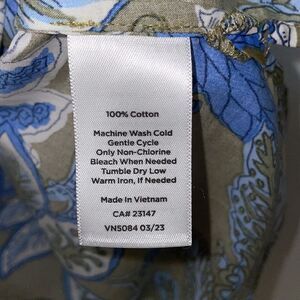 100% Cotton
Machine Wash Cold
Gentle Cycle
Only Non-Chlorine
Bleach When Needed
Tumble Dry Low
Warm Iron, If Needed
Made in Vietnam
CA# 23147
VN5084 03/23